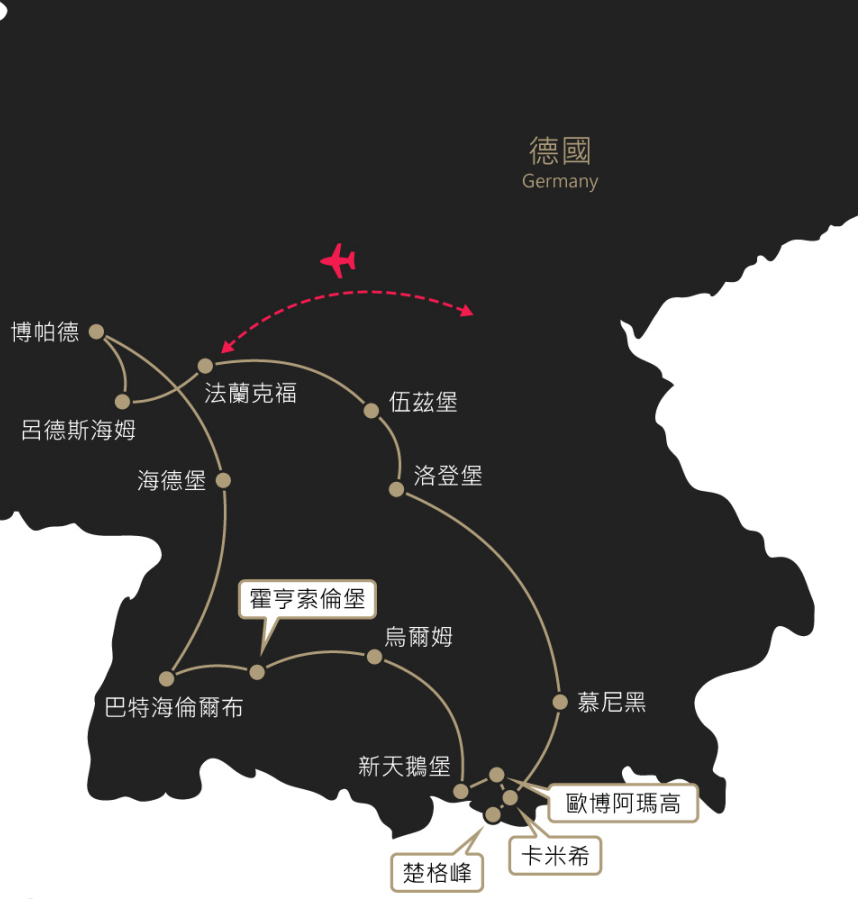 德國
Germany
博帕德
法蘭克福
伍茲堡
呂德斯海姆
海德堡
洛登堡
霍亨索倫堡
烏爾姆
巴特海倫爾布
慕尼黑
新天鵝堡
歐博阿瑪高
卡米希
楚格峰